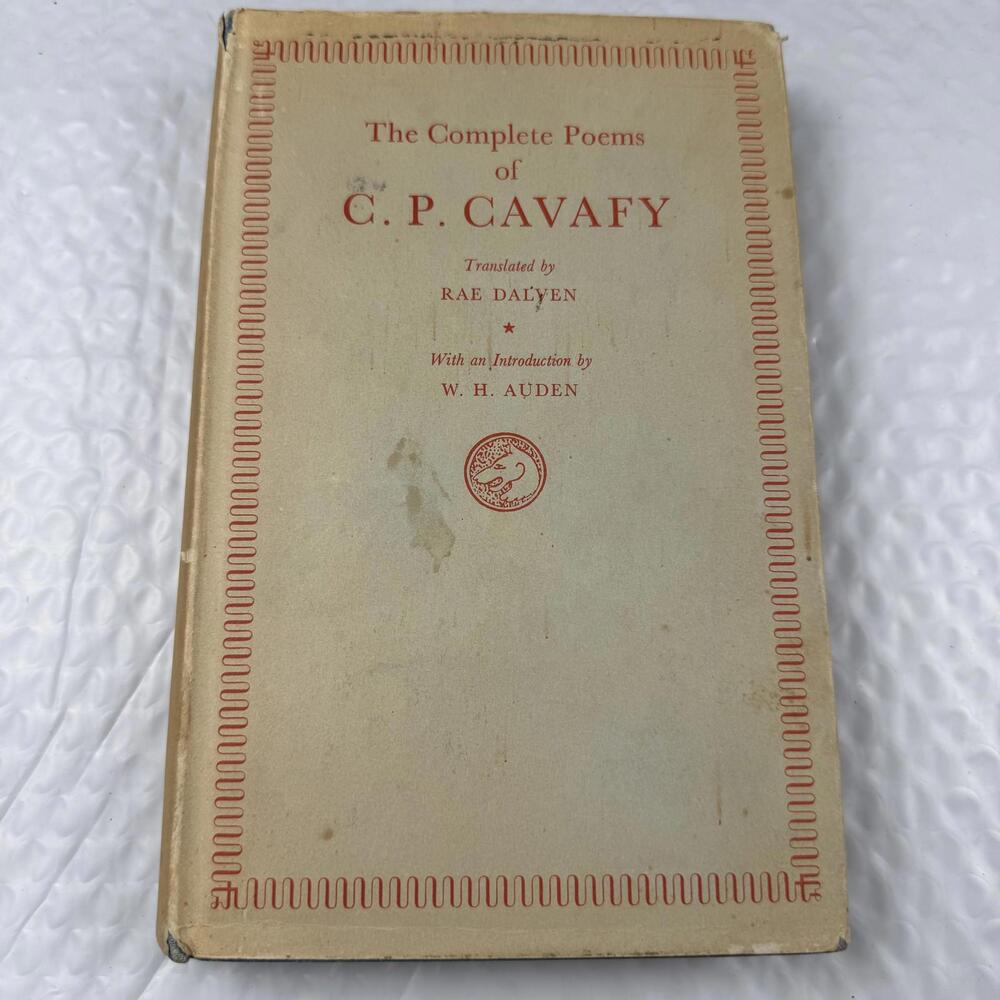 The Complete Poems
of
C. P. CAVAFY
Translated by
RAE DALVEN
★
With an Introduction by
W. H. AUDEN